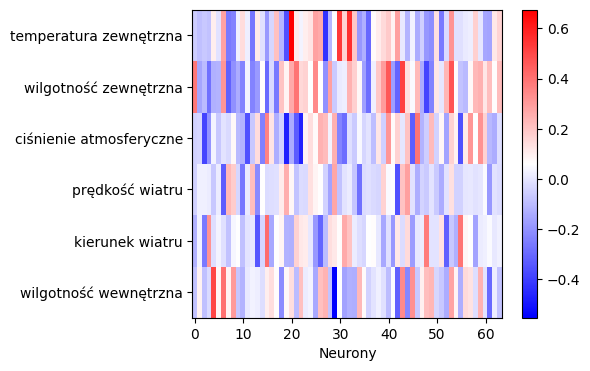 temperatura zewnętrzna
wilgotność zewnętrzna
ciśnienie atmosferyczne
prędkość wiatru
kierunek wiatru
wilgotność wewnętrzna
0 10 20 30 40 50 60
Neurony
0.6
0.4
0.2
0.0
−0.2
−0.4